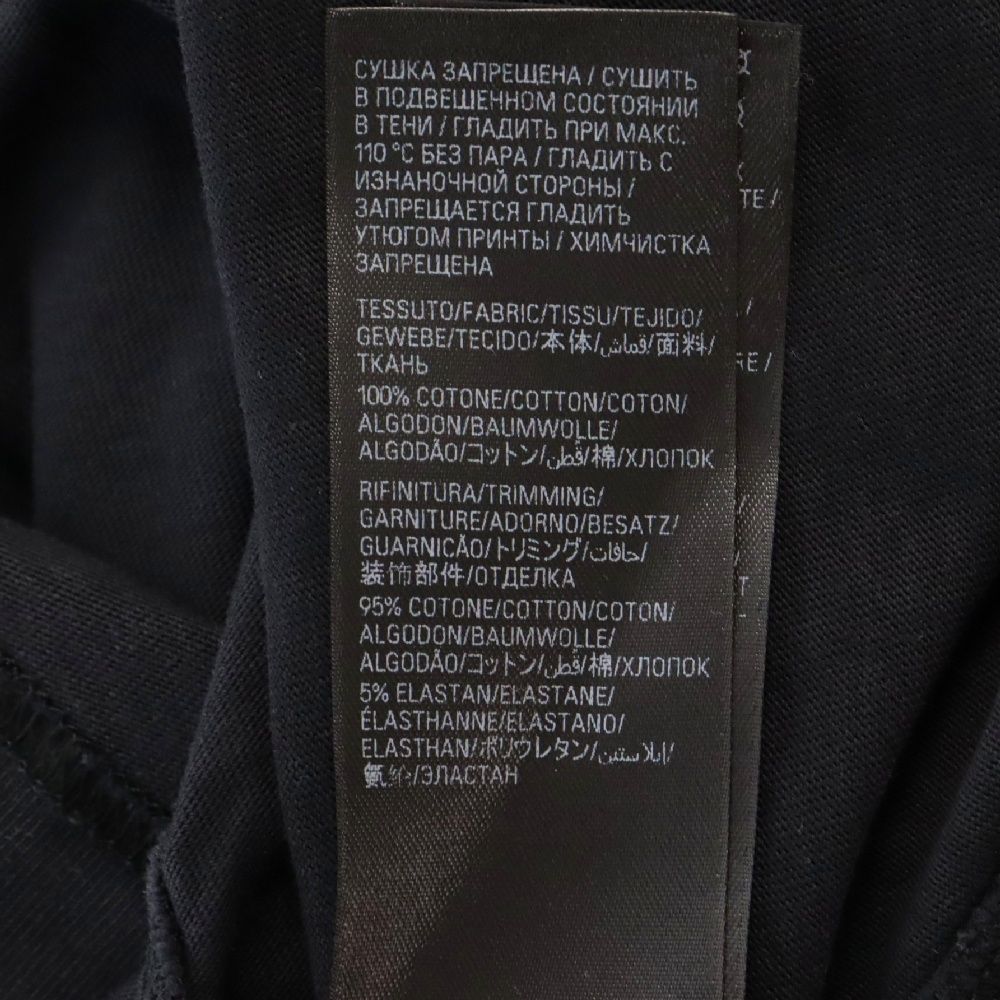 СУШКА ЗАПРЕЩЕНА / СУШИТЬ
В ПОДВЕШЕННОМ СОСТОЯНИИ
В ТЕНИ / ГЛАДИТЬ ПРИ МАКС.
110 °C БЕЗ ПАРА / ГЛАДИТЬ С
ИЗНАНОЧНОЙ СТОРОНЫ /
ЗАПРЕЩАЕТСЯ ГЛАДИТЬ
УТЮГОМ ПРИНТЫ / ХИМЧИСТКА
ЗАПРЕЩЕНА
TESSUTO/FABRIC/TISSU/TEJIDO/
GEWEBE/TECIDO/本体/قماش/面料/
ТКАНЬ
100% COTONE/COTTON/COTON/
ALGODON/BAUMWOLLE/
ALGODÃO/コットン/قطن/棉/ХЛОПОК
RIFINITURA/TRIMMING/
GARNITURE/ADORNO/BESATZ/
GUARNICÃO/トリミング/حافات/
装饰部件/ОТДЕЛКА
95% COTONE/COTTON/COTON/
ALGODON/BAUMWOLLE/
ALGODÃO/コットン/قطن/棉/ХЛОПОК
5% ELASTAN/ELASTANE/
ÉLASTHANNE/ELASTANO/
ELASTHAN/ポリウレタン/إيلاستين/
氨纶/ЭЛАСТАН